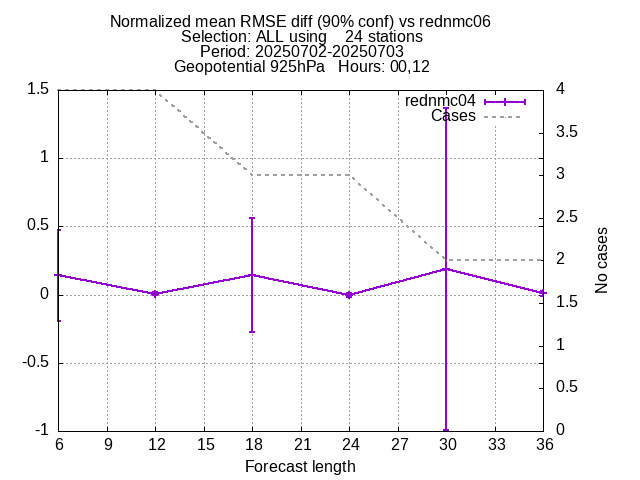 Normalized mean RMSE diff (90% conf) vs rednmc06
Selection: ALL using    24 stations
Period: 20250702-20250703
Geopotential 925hPa   Hours: 00,12
rednmc04
Cases
1.5
1
0.5
0
-0.5
-1
4
3.5
3
2.5
2
1.5
1
0.5
0
No cases
6 9 12 15 18 21 24 27 30 33 36
Forecast length